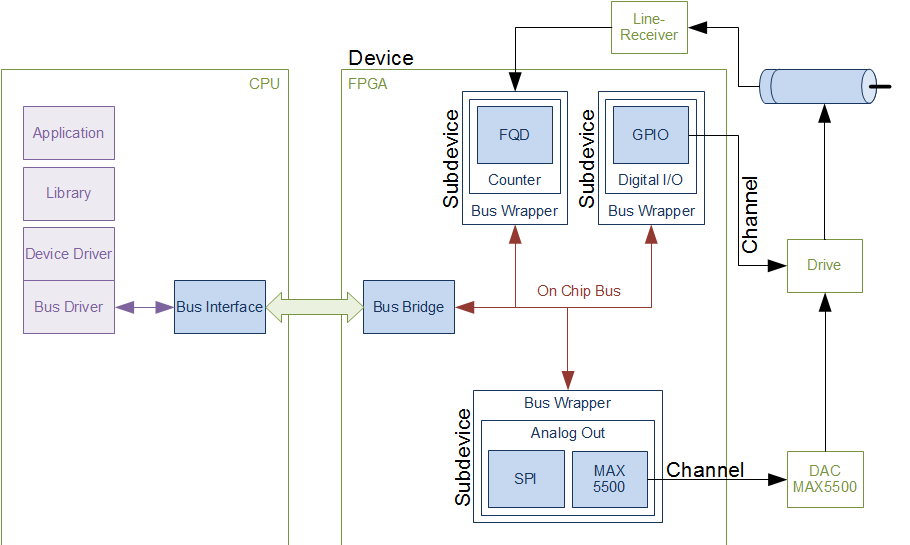 Line-
Receiver
Device
CPU
FPGA
Application
Library
Device Driver
Bus Driver
Bus Interface
Bus Bridge
Subdevice
FQD
Counter
Bus Wrapper
Subdevice
GPIO
Digital I/O
Bus Wrapper
Channel
Drive
On Chip Bus
Subdevice
Bus Wrapper
Analog Out
SPI
MAX
5500
Channel
DAC
MAX5500